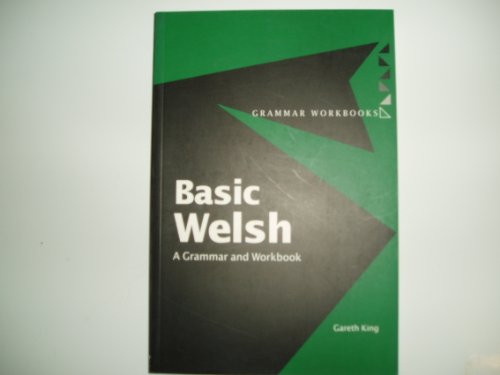 GRAMMAR WORKBOOKS
Basic
Welsh
A Grammar and Workbook
Gareth King